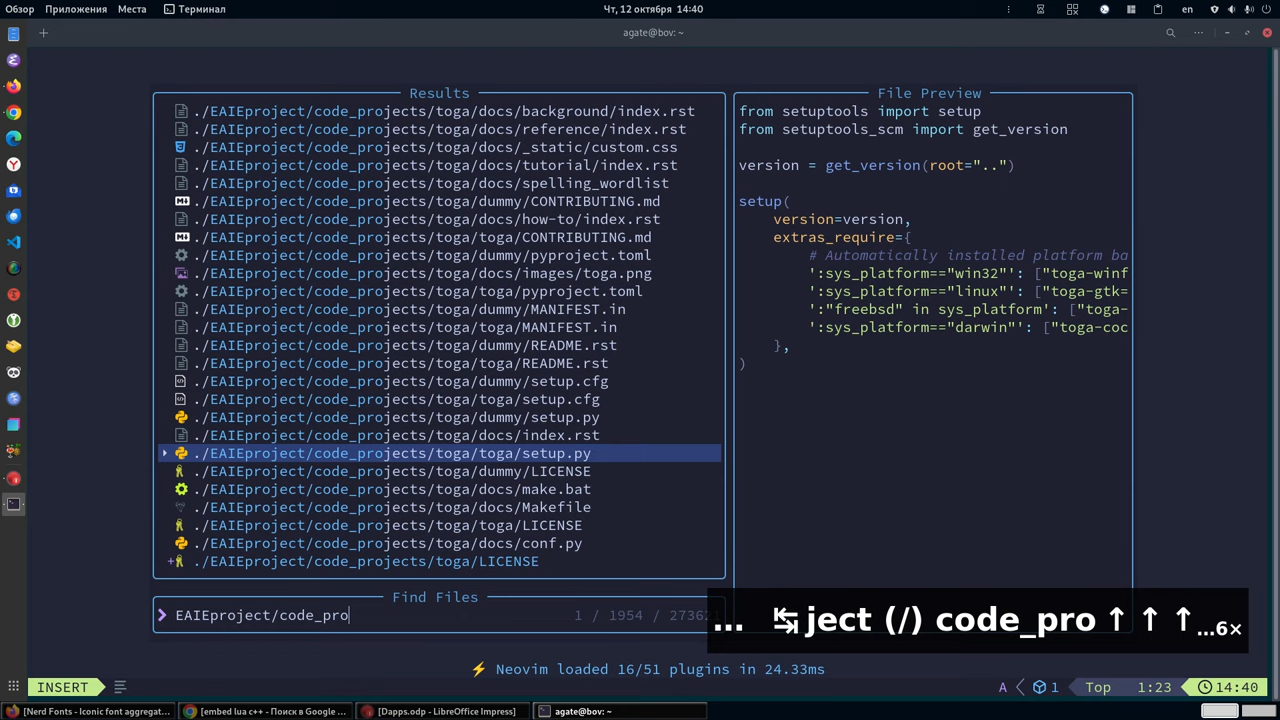 Обзор Приложения Места Терминал Чт, 12 октября 14:40 en
agate@bov: ~
Results
./EAIEproject/code_projects/toga/docs/background/index.rst
./EAIEproject/code_projects/toga/docs/reference/index.rst
./EAIEproject/code_projects/toga/docs/_static/custom.css
./EAIEproject/code_projects/toga/docs/tutorial/index.rst
./EAIEproject/code_projects/toga/docs/spelling_wordlist
./EAIEproject/code_projects/toga/dummy/CONTRIBUTING.md
./EAIEproject/code_projects/toga/docs/how-to/index.rst
./EAIEproject/code_projects/toga/toga/CONTRIBUTING.md
./EAIEproject/code_projects/toga/dummy/pyproject.toml
./EAIEproject/code_projects/toga/docs/images/toga.png
./EAIEproject/code_projects/toga/toga/pyproject.toml
./EAIEproject/code_projects/toga/dummy/MANIFEST.in
./EAIEproject/code_projects/toga/toga/MANIFEST.in
./EAIEproject/code_projects/toga/dummy/README.rst
./EAIEproject/code_projects/toga/toga/README.rst
./EAIEproject/code_projects/toga/dummy/setup.cfg
./EAIEproject/code_projects/toga/toga/setup.cfg
./EAIEproject/code_projects/toga/dummy/setup.py
./EAIEproject/code_projects/toga/docs/index.rst
./EAIEproject/code_projects/toga/toga/setup.py
./EAIEproject/code_projects/toga/dummy/LICENSE
./EAIEproject/code_projects/toga/docs/make.bat
./EAIEproject/code_projects/toga/docs/Makefile
./EAIEproject/code_projects/toga/toga/LICENSE
./EAIEproject/code_projects/toga/docs/conf.py
+ ./EAIEproject/code_projects/toga/LICENSE
Find Files
EAIEproject/code_pro 1 / 1954 /
File Preview
from setuptools import setup
from setuptools_scm import get_version
version = get_version(root="..")
setup(
version=version,
extras_require={
# Automatically installed platform ba
':sys_platform=="win32"': ["toga-winf
':sys_platform=="linux"': ["toga-gtk=
':"freebsd" in sys_platform': ["toga-
':sys_platform=="darwin"': ["toga-coc
},
)
... ↹ ject (/) code_pro ↑ ↑ ↑ ...6×
⚡ Neovim loaded 16/51 plugins in 24.33ms
INSERT A 1 Top 1:23 14:40
[Nerd Fonts - Iconic font aggregat... [embed lua c++ - Поиск в Google ... [Dapps.odp - LibreOffice Impress] agate@bov: ~